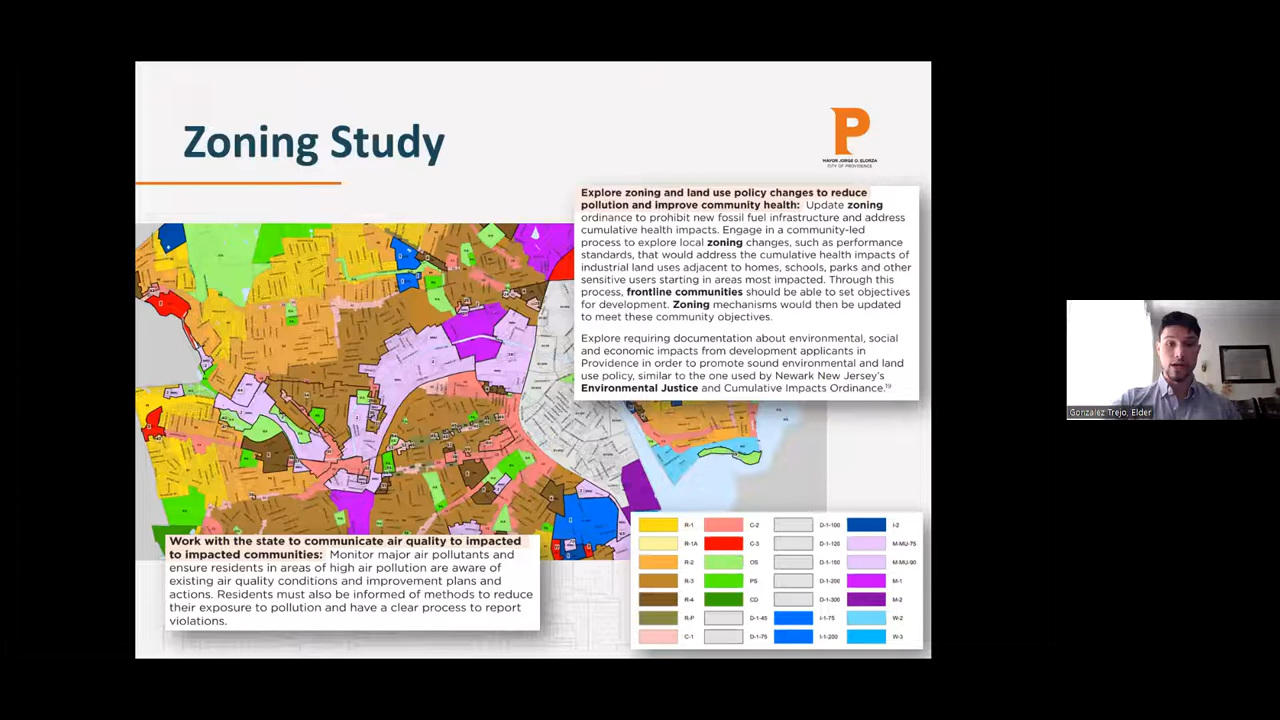 Zoning Study
P
MAYOR JORGE O. ELORZA
CITY OF PROVIDENCE
Explore zoning and land use policy changes to reduce
pollution and improve community health: Update zoning
ordinance to prohibit new fossil fuel infrastructure and address
cumulative health impacts. Engage in a community-led
process to explore local zoning changes, such as performance
standards, that would address the cumulative health impacts of
industrial land uses adjacent to homes, schools, parks and other
sensitive users starting in areas most impacted. Through this
process, frontline communities should be able to set objectives
for development. Zoning mechanisms would then be updated
to meet these community objectives.
Explore requiring documentation about environmental, social
and economic impacts from development applicants in
Providence in order to promote sound environmental and land
use policy, similar to the one used by Newark New Jersey's
Environmental Justice and Cumulative Impacts Ordinance.19
Gonzalez Trejo, Elder
Work with the state to communicate air quality to impacted
to impacted communities: Monitor major air pollutants and
ensure residents in areas of high air pollution are aware of
existing air quality conditions and improvement plans and
actions. Residents must also be informed of methods to reduce
their exposure to pollution and have a clear process to report
violations.
R-1 C-2 D-1-100 I-2
R-1A C-3 D-1-120 M-MU-75
R-2 OS D-1-150 M-MU-90
R-3 PS D-1-200 M-1
R-4 CD D-1-300 M-2
R-P D-1-45 I-1-75 W-2
C-1 D-1-75 I-1-200 W-3